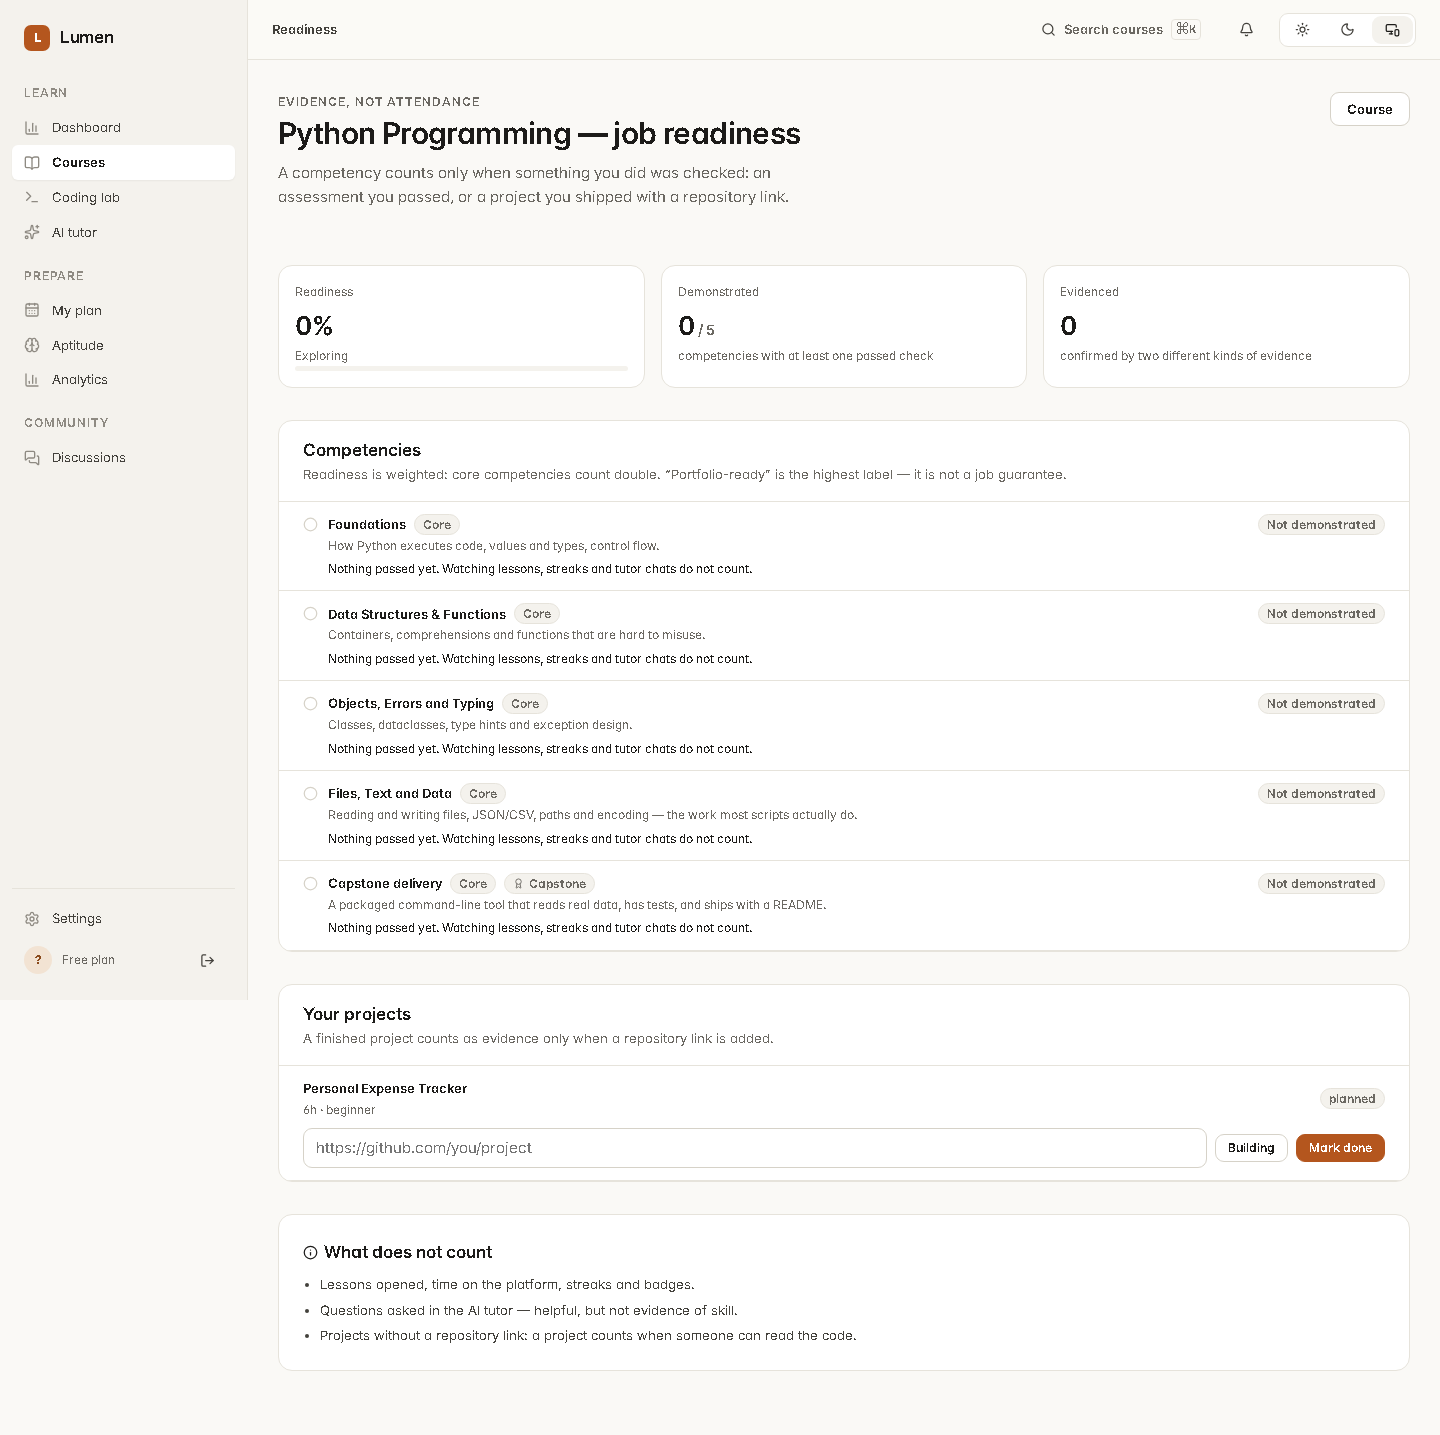 L Lumen
LEARN
Dashboard
Courses
Coding lab
AI tutor
PREPARE
My plan
Aptitude
Analytics
COMMUNITY
Discussions
Settings
? Free plan
Readiness
Search courses ⌘K
EVIDENCE, NOT ATTENDANCE
Python Programming — job readiness
A competency counts only when something you did was checked: an
assessment you passed, or a project you shipped with a repository link.
Course
Readiness
0%
Exploring
Demonstrated
0 / 5
competencies with at least one passed check
Evidenced
0
confirmed by two different kinds of evidence
Competencies
Readiness is weighted: core competencies count double. “Portfolio-ready” is the highest label — it is not a job guarantee.
Foundations Core Not demonstrated
How Python executes code, values and types, control flow.
Nothing passed yet. Watching lessons, streaks and tutor chats do not count.
Data Structures & Functions Core Not demonstrated
Containers, comprehensions and functions that are hard to misuse.
Nothing passed yet. Watching lessons, streaks and tutor chats do not count.
Objects, Errors and Typing Core Not demonstrated
Classes, dataclasses, type hints and exception design.
Nothing passed yet. Watching lessons, streaks and tutor chats do not count.
Files, Text and Data Core Not demonstrated
Reading and writing files, JSON/CSV, paths and encoding — the work most scripts actually do.
Nothing passed yet. Watching lessons, streaks and tutor chats do not count.
Capstone delivery Core Capstone Not demonstrated
A packaged command-line tool that reads real data, has tests, and ships with a README.
Nothing passed yet. Watching lessons, streaks and tutor chats do not count.
Your projects
A finished project counts as evidence only when a repository link is added.
Personal Expense Tracker
6h · beginner
planned
https://github.com/you/project
Building
Mark done
What does not count
• Lessons opened, time on the platform, streaks and badges.
• Questions asked in the AI tutor — helpful, but not evidence of skill.
• Projects without a repository link: a project counts when someone can read the code.